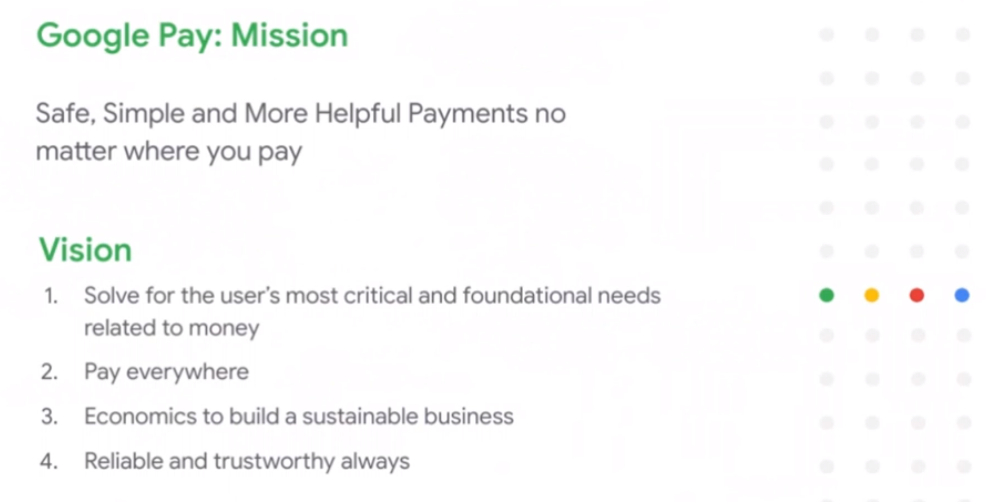 Google Pay: Mission
Safe, Simple and More Helpful Payments no
matter where you pay
Vision
1. Solve for the user's most critical and foundational needs
related to money
2. Pay everywhere
3. Economics to build a sustainable business
4. Reliable and trustworthy always